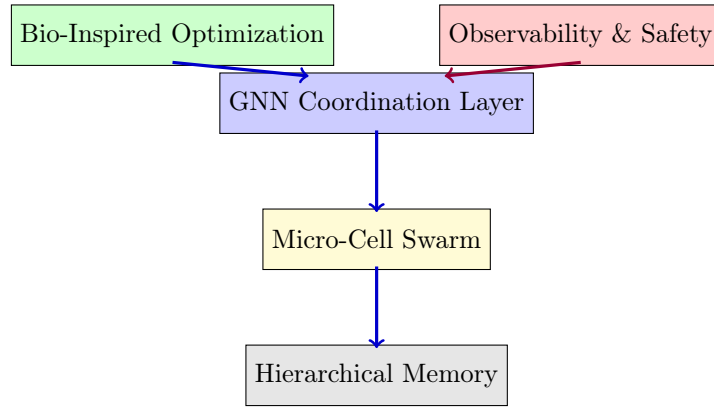 Bio-Inspired Optimization
Observability & Safety
GNN Coordination Layer
Micro-Cell Swarm
Hierarchical Memory